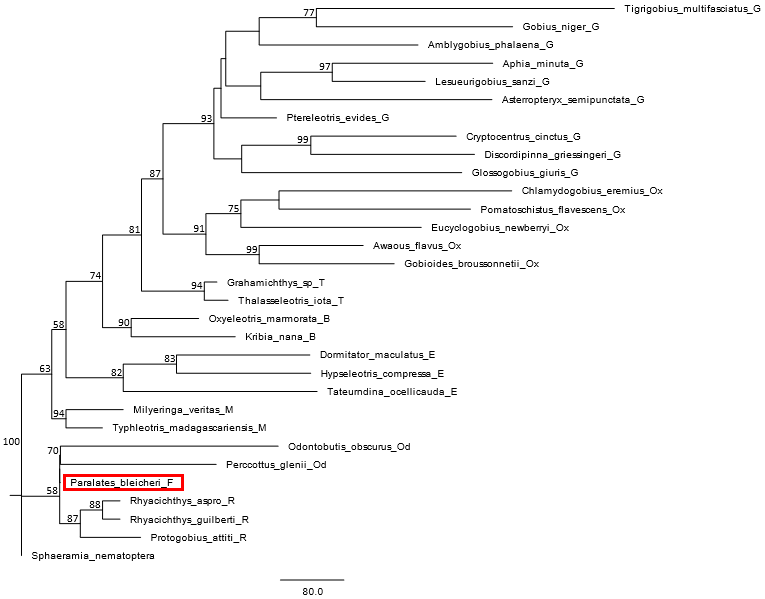 77
Tigrigobius_multifasciatus_G
Gobius_niger_G
Amblygobius_phalaena_G
97
Aphia_minuta_G
Lesueurigobius_sanzi_G
Asterropteryx_semipunctata_G
93
Ptereleotris_evides_G
99
Cryptocentrus_cinctus_G
Discordipinna_griessingeri_G
87
Glossogobius_giuris_G
Chlamydogobius_eremius_Ox
75
Pomatoschistus_flavescens_Ox
81
91
Eucyclogobius_newberryi_Ox
99
Awaous_flavus_Ox
Gobioides_broussonnetii_Ox
74
94
Grahamichthys_sp_T
Thalasseleotris_iota_T
58
90
Oxyeleotris_marmorata_B
Kribia_nana_B
83
Dormitator_maculatus_E
63
82
Hypseleotris_compressa_E
Tateurndina_ocellicauda_E
94
Milyeringa_veritas_M
Typhleotris_madagascariensis_M
100
70
Odontobutis_obscurus_Od
Perccottus_glenii_Od
Paralates_bleicheri_F
58
88
Rhyacichthys_aspro_R
87
Rhyacichthys_guilberti_R
Protogobius_attiti_R
Sphaeramia_nematoptera
80.0